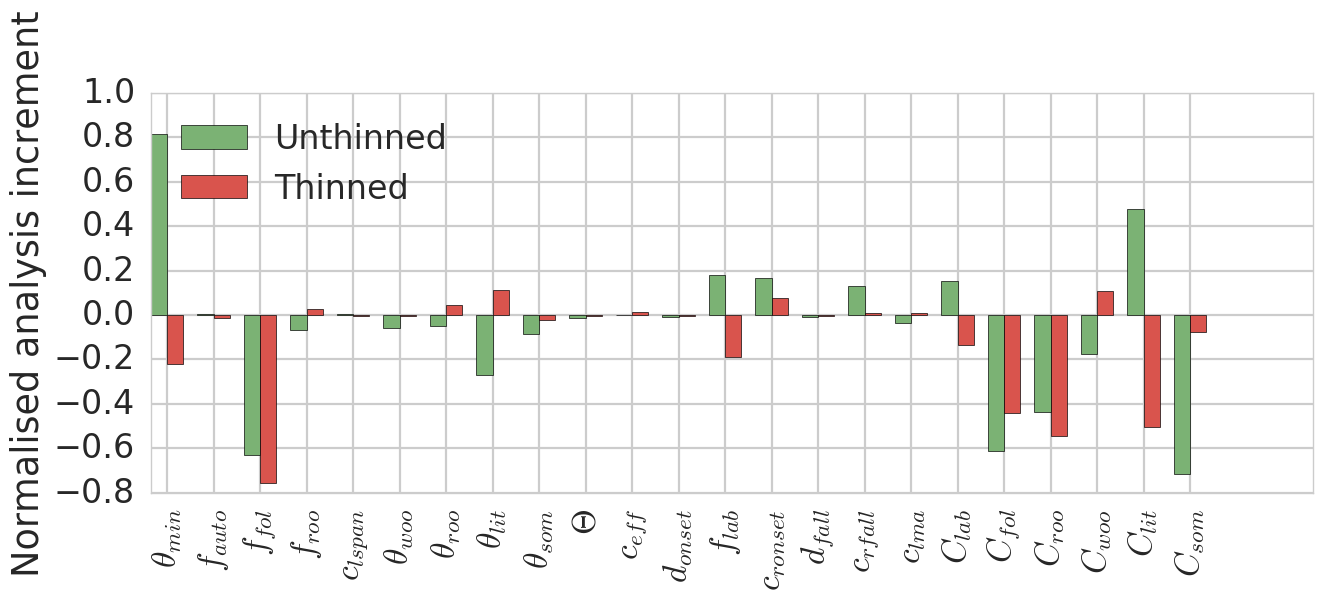 Normalised analysis increment
1.0
0.8
0.6
0.4
0.2
0.0
−0.2
−0.4
−0.6
−0.8
Unthinned
Thinned
θmin
fauto
ffol
froo
clspan
θwoo
θroo
θlit
θsom
Θ
ceff
donset
flab
cronset
dfall
crfall
clma
Clab
Cfol
Croo
Cwoo
Clit
Csom